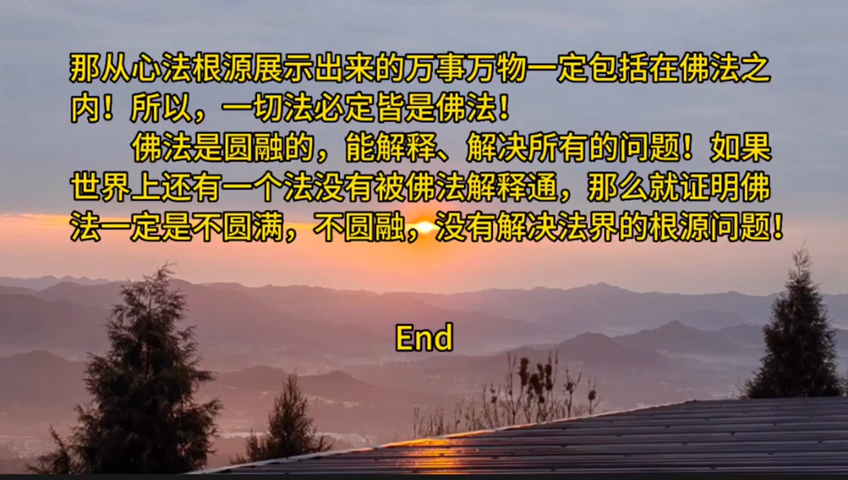 那从心法根源展示出来的万事万物一定包括在佛法之
内！所以，一切法必定皆是佛法！
佛法是圆融的，能解释、解决所有的问题！如果
世界上还有一个法没有被佛法解释通，那么就证明佛
法一定是不圆满，不圆融，没有解决法界的根源问题！
End